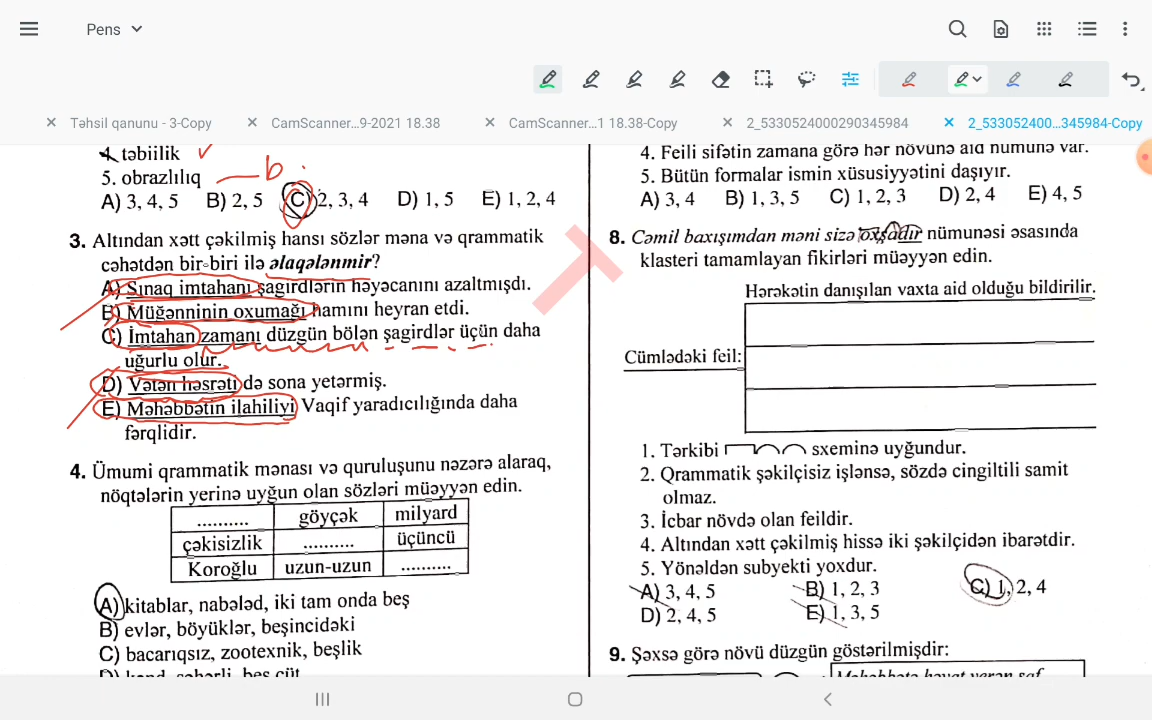 Pens
Təhsil qanunu - 3-Copy
CamScanner...9-2021 18.38
CamScanner...1 18.38-Copy
2_5330524000290345984
2_533052400...345984-Copy
4. təbiilik
5. obrazlılıq
b
A) 3, 4, 5 B) 2, 5 C) 2, 3, 4 D) 1, 5 E) 1, 2, 4
3. Altından xətt çəkilmiş hansı sözlər məna və qrammatik
cəhətdən bir-biri ilə əlaqələnmir?
A) Sınaq imtahanı şagirdlərin həyəcanını azaltmışdı.
B) Müğənninin oxumağı hamını heyran etdi.
C) İmtahan zamanı düzgün bölən şagirdlər üçün daha
uğurlu olur.
D) Vətən həsrəti də sona yetərmiş.
E) Məhəbbətin ilahiliyi Vaqif yaradıcılığında daha
fərqlidir.
4. Ümumi qrammatik mənası və quruluşunu nəzərə alaraq,
nöqtələrin yerinə uyğun olan sözləri müəyyən edin.
.......... göyçək milyard
çəkisizlik .......... üçüncü
Koroğlu uzun-uzun ..........
A) kitablar, nabələd, iki tam onda beş
B) evlər, böyüklər, beşincidəki
C) bacarıqsız, zootexnik, beşlik
D) kənd, səhərli, beş cüt
4. Feili sifətin zamana görə hər növünə aid nümunə var.
5. Bütün formalar ismin xüsusiyyətini daşıyır.
A) 3, 4 B) 1, 3, 5 C) 1, 2, 3 D) 2, 4 E) 4, 5
8. Cəmil baxışımdan məni sizə oxşadır nümunəsi əsasında
klasteri tamamlayan fikirləri müəyyən edin.
Hərəkətin danışılan vaxta aid olduğu bildirilir.
Cümlədəki feil:
1. Tərkibi sxeminə uyğundur.
2. Qrammatik şəkilçisiz işlənsə, sözdə cingiltili samit
olmaz.
3. İcbar növdə olan feildir.
4. Altından xətt çəkilmiş hissə iki şəkilçidən ibarətdir.
5. Yönəldən subyekti yoxdur.
A) 3, 4, 5 B) 1, 2, 3 C) 1, 2, 4
D) 2, 4, 5 E) 1, 3, 5
9. Şəxsə görə növü düzgün göstərilmişdir:
Məhəbbətə həyat verən saf